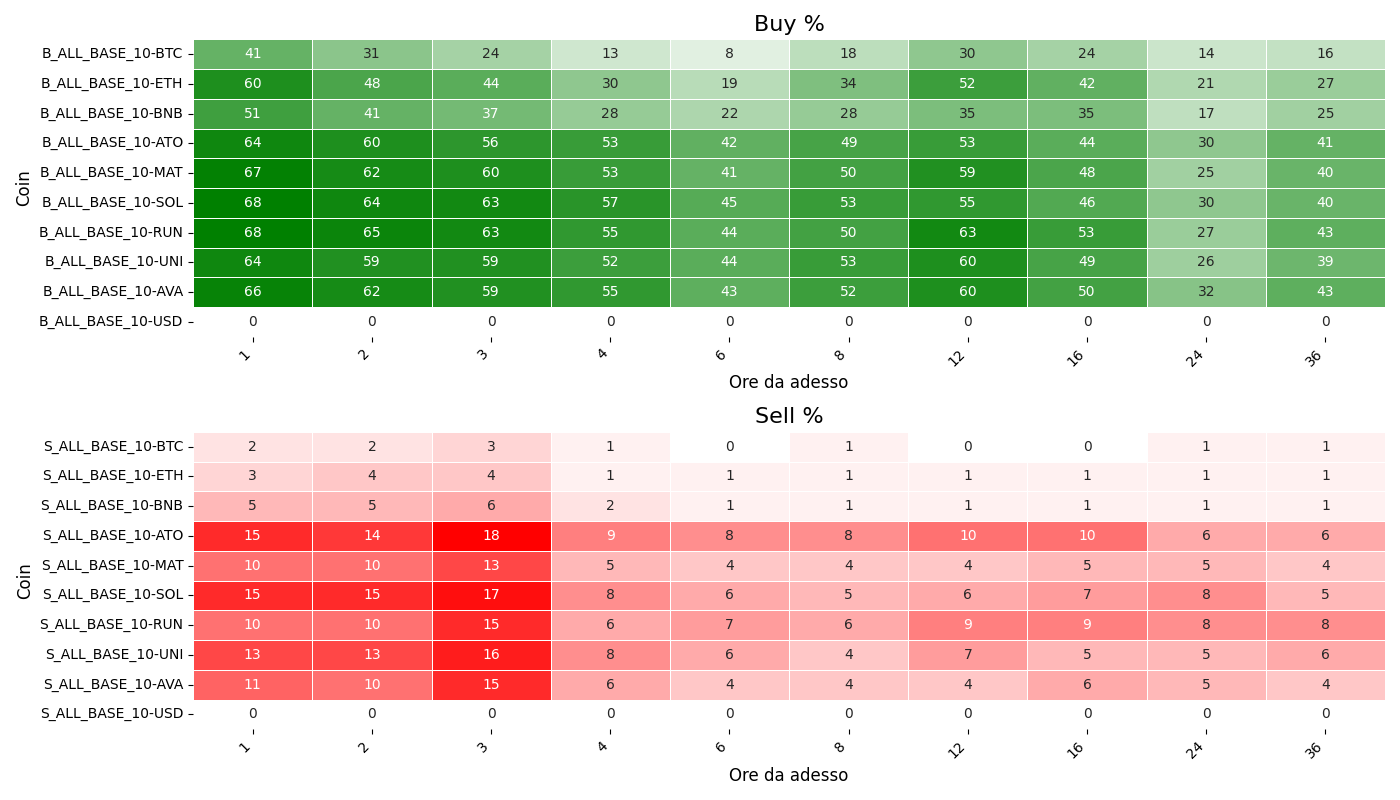 Buy %
Coin
B_ALL_BASE_10-BTC 41 31 24 13 8 18 30 24 14 16
B_ALL_BASE_10-ETH 60 48 44 30 19 34 52 42 21 27
B_ALL_BASE_10-BNB 51 41 37 28 22 28 35 35 17 25
B_ALL_BASE_10-ATO 64 60 56 53 42 49 53 44 30 41
B_ALL_BASE_10-MAT 67 62 60 53 41 50 59 48 25 40
B_ALL_BASE_10-SOL 68 64 63 57 45 53 55 46 30 40
B_ALL_BASE_10-RUN 68 65 63 55 44 50 63 53 27 43
B_ALL_BASE_10-UNI 64 59 59 52 44 53 60 49 26 39
B_ALL_BASE_10-AVA 66 62 59 55 43 52 60 50 32 43
B_ALL_BASE_10-USD 0 0 0 0 0 0 0 0 0 0
1 2 3 4 6 8 12 16 24 36
Ore da adesso
Sell %
Coin
S_ALL_BASE_10-BTC 2 2 3 1 0 1 0 0 1 1
S_ALL_BASE_10-ETH 3 4 4 1 1 1 1 1 1 1
S_ALL_BASE_10-BNB 5 5 6 2 1 1 1 1 1 1
S_ALL_BASE_10-ATO 15 14 18 9 8 8 10 10 6 6
S_ALL_BASE_10-MAT 10 10 13 5 4 4 4 5 5 4
S_ALL_BASE_10-SOL 15 15 17 8 6 5 6 7 8 5
S_ALL_BASE_10-RUN 10 10 15 6 7 6 9 9 8 8
S_ALL_BASE_10-UNI 13 13 16 8 6 4 7 5 5 6
S_ALL_BASE_10-AVA 11 10 15 6 4 4 4 6 5 4
S_ALL_BASE_10-USD 0 0 0 0 0 0 0 0 0 0
1 2 3 4 6 8 12 16 24 36
Ore da adesso